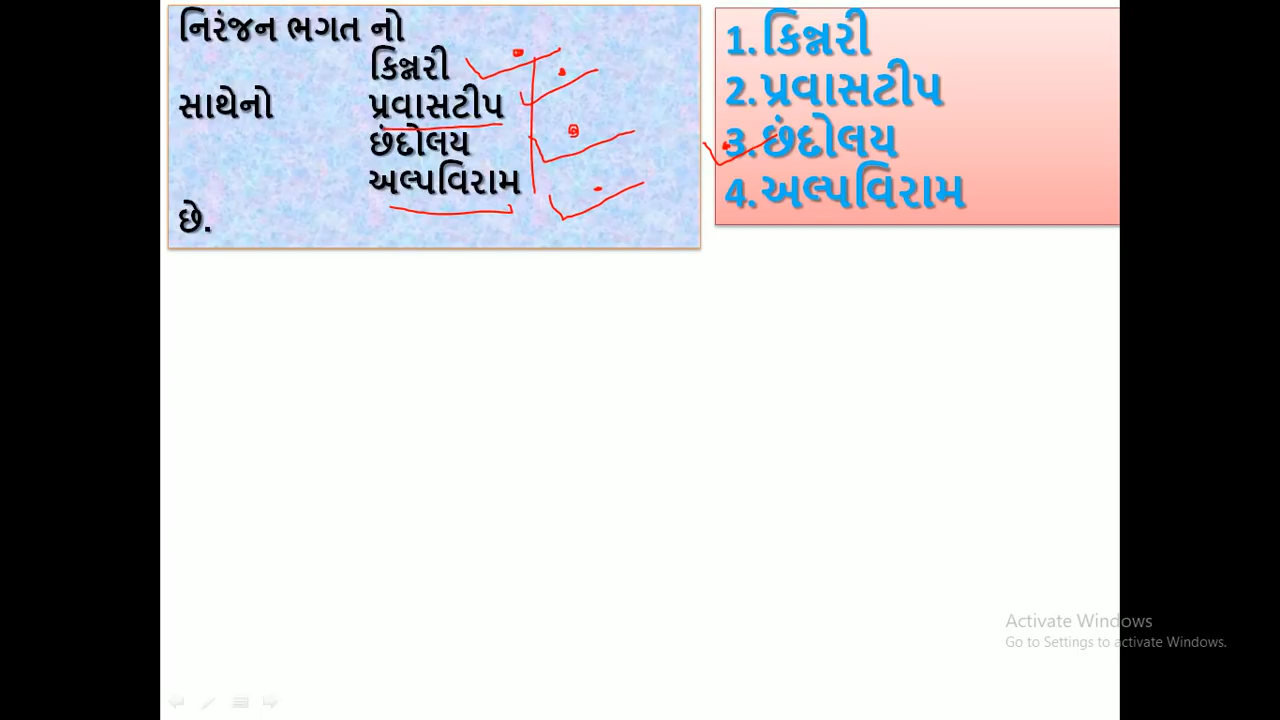 નિરંજન ભગત નો
કિન્નરી
સાથેનો પ્રવાસટીપ
છંદોલય
અલ્પવિરામ
છે.
1.કિન્નરી
2.પ્રવાસટીપ
3.છંદોલય
4.અલ્પવિરામ
Activate Windows
Go to Settings to activate Windows.